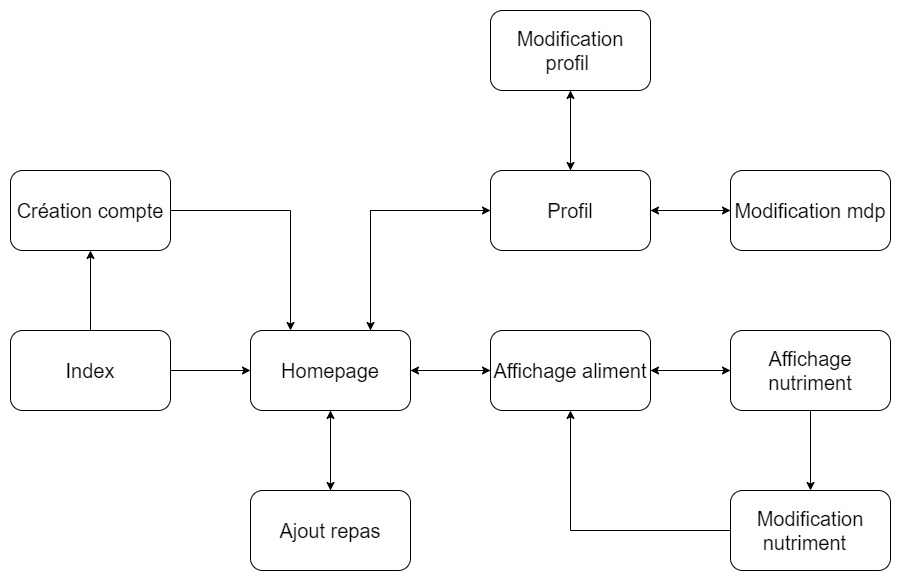 Modification
profil
Création compte
Profil
Modification mdp
Index
Homepage
Affichage aliment
Affichage
nutriment
Ajout repas
Modification
nutriment